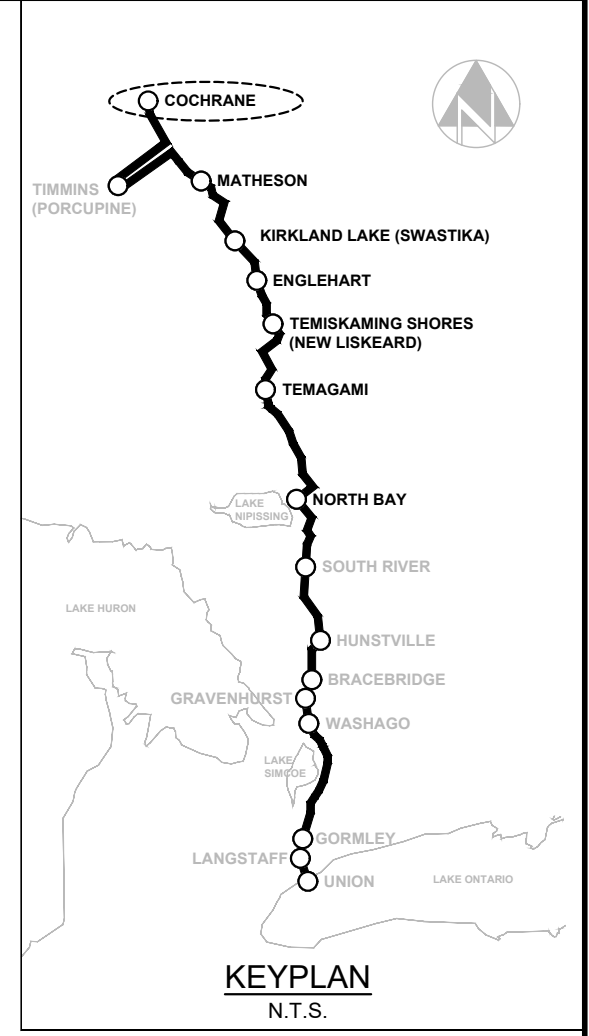 COCHRANE
N
TIMMINS
(PORCUPINE)
MATHESON
KIRKLAND LAKE (SWASTIKA)
ENGLEHART
TEMISKAMING SHORES
(NEW LISKEARD)
TEMAGAMI
LAKE
NIPISSING
NORTH BAY
SOUTH RIVER
LAKE HURON
HUNSTVILLE
BRACEBRIDGE
GRAVENHURST
WASHAGO
LAKE
SIMCOE
GORMLEY
LANGSTAFF
UNION
LAKE ONTARIO
KEYPLAN
N.T.S.